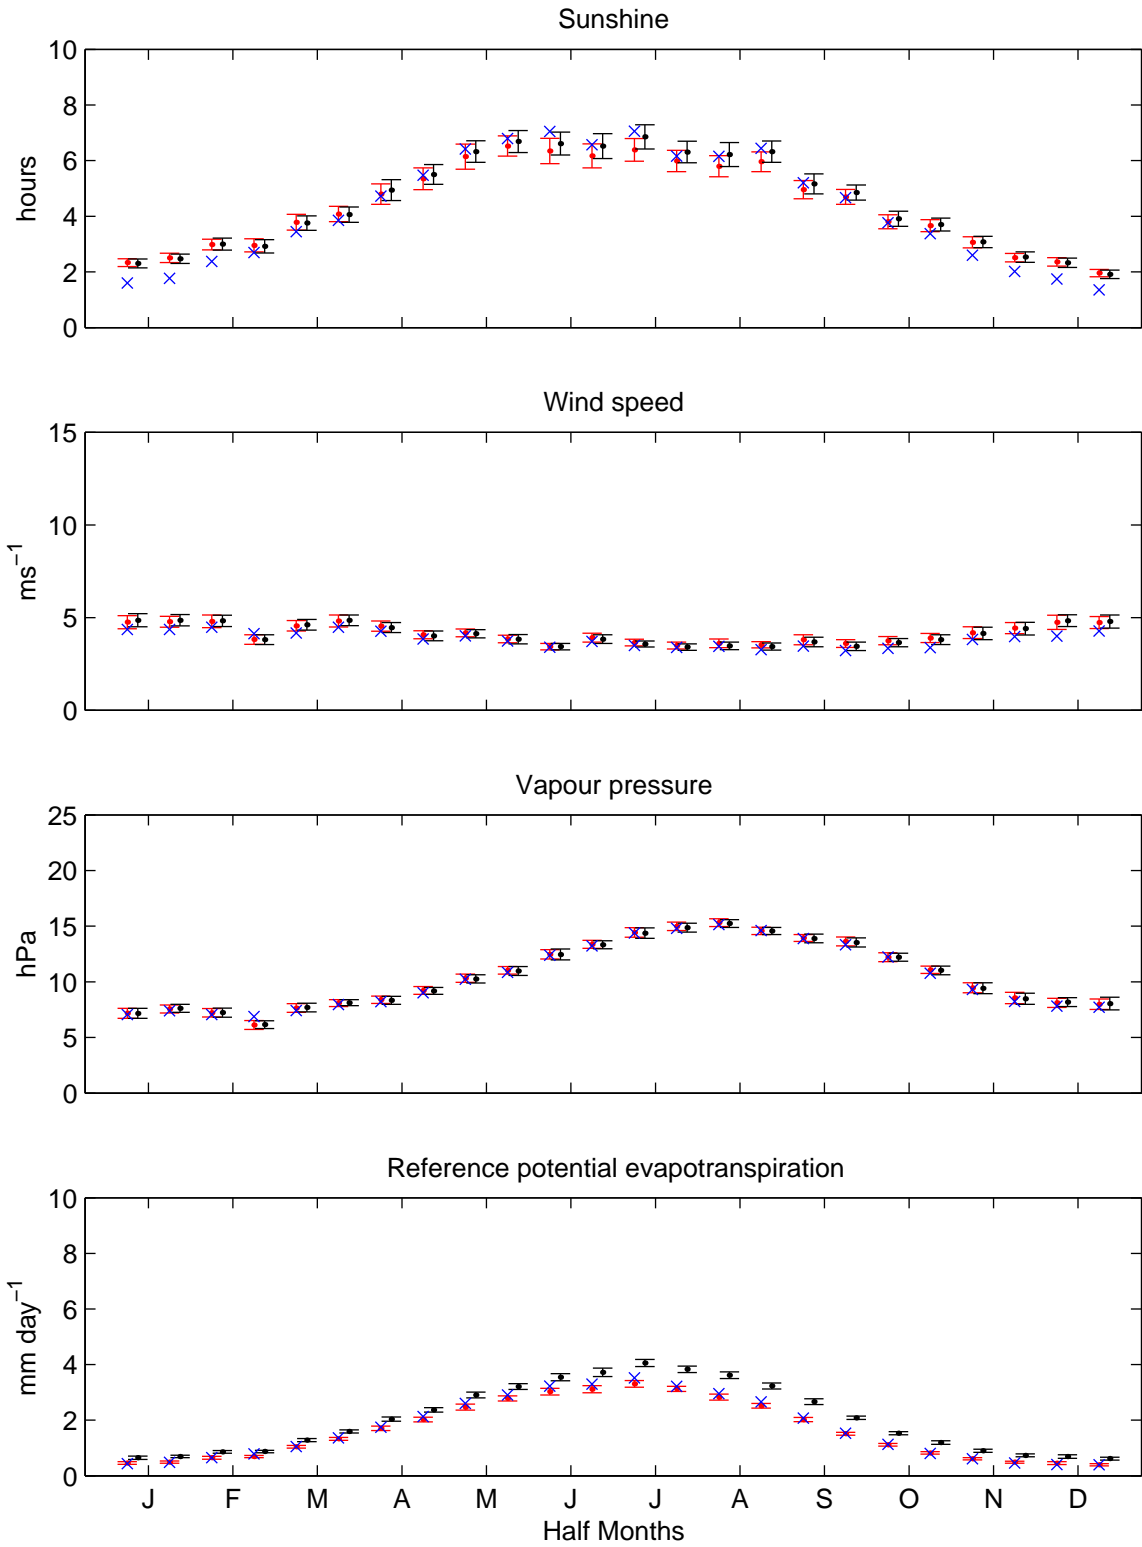 Sunshine
10
8
6
4
2
0
hours
Wind speed
15
10
5
0
ms⁻¹
Vapour pressure
25
20
15
10
5
0
hPa
Reference potential evapotranspiration
10
8
6
4
2
0
mm day⁻¹
J F M A M J J A S O N D
Half Months